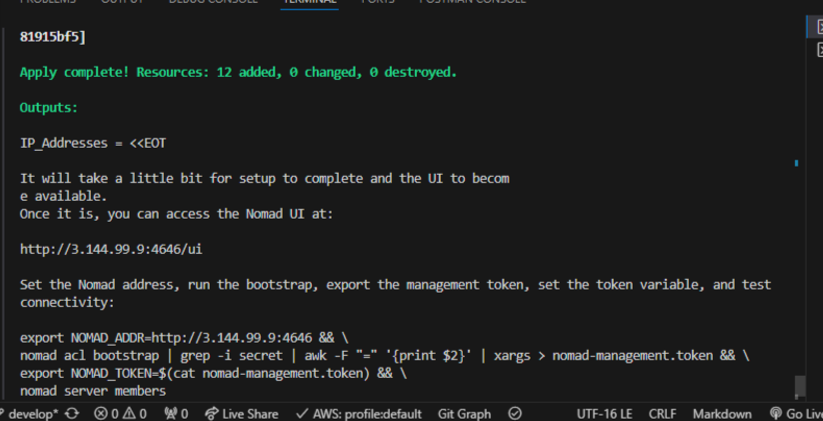 PROBLEMS OUTPUT DEBUG CONSOLE TERMINAL PORTS POSTMAN CONSOLE
81915bf5]
Apply complete! Resources: 12 added, 0 changed, 0 destroyed.
Outputs:
IP_Addresses = <<EOT
It will take a little bit for setup to complete and the UI to becom
e available.
Once it is, you can access the Nomad UI at:
http://3.144.99.9:4646/ui
Set the Nomad address, run the bootstrap, export the management token, set the token variable, and test
connectivity:
export NOMAD_ADDR=http://3.144.99.9:4646 && \
nomad acl bootstrap | grep -i secret | awk -F "=" '{print $2}' | xargs > nomad-management.token && \
export NOMAD_TOKEN=$(cat nomad-management.token) && \
nomad server members
develop* 0 0 0 Live Share AWS: profile:default Git Graph UTF-16 LE CRLF Markdown Go Live